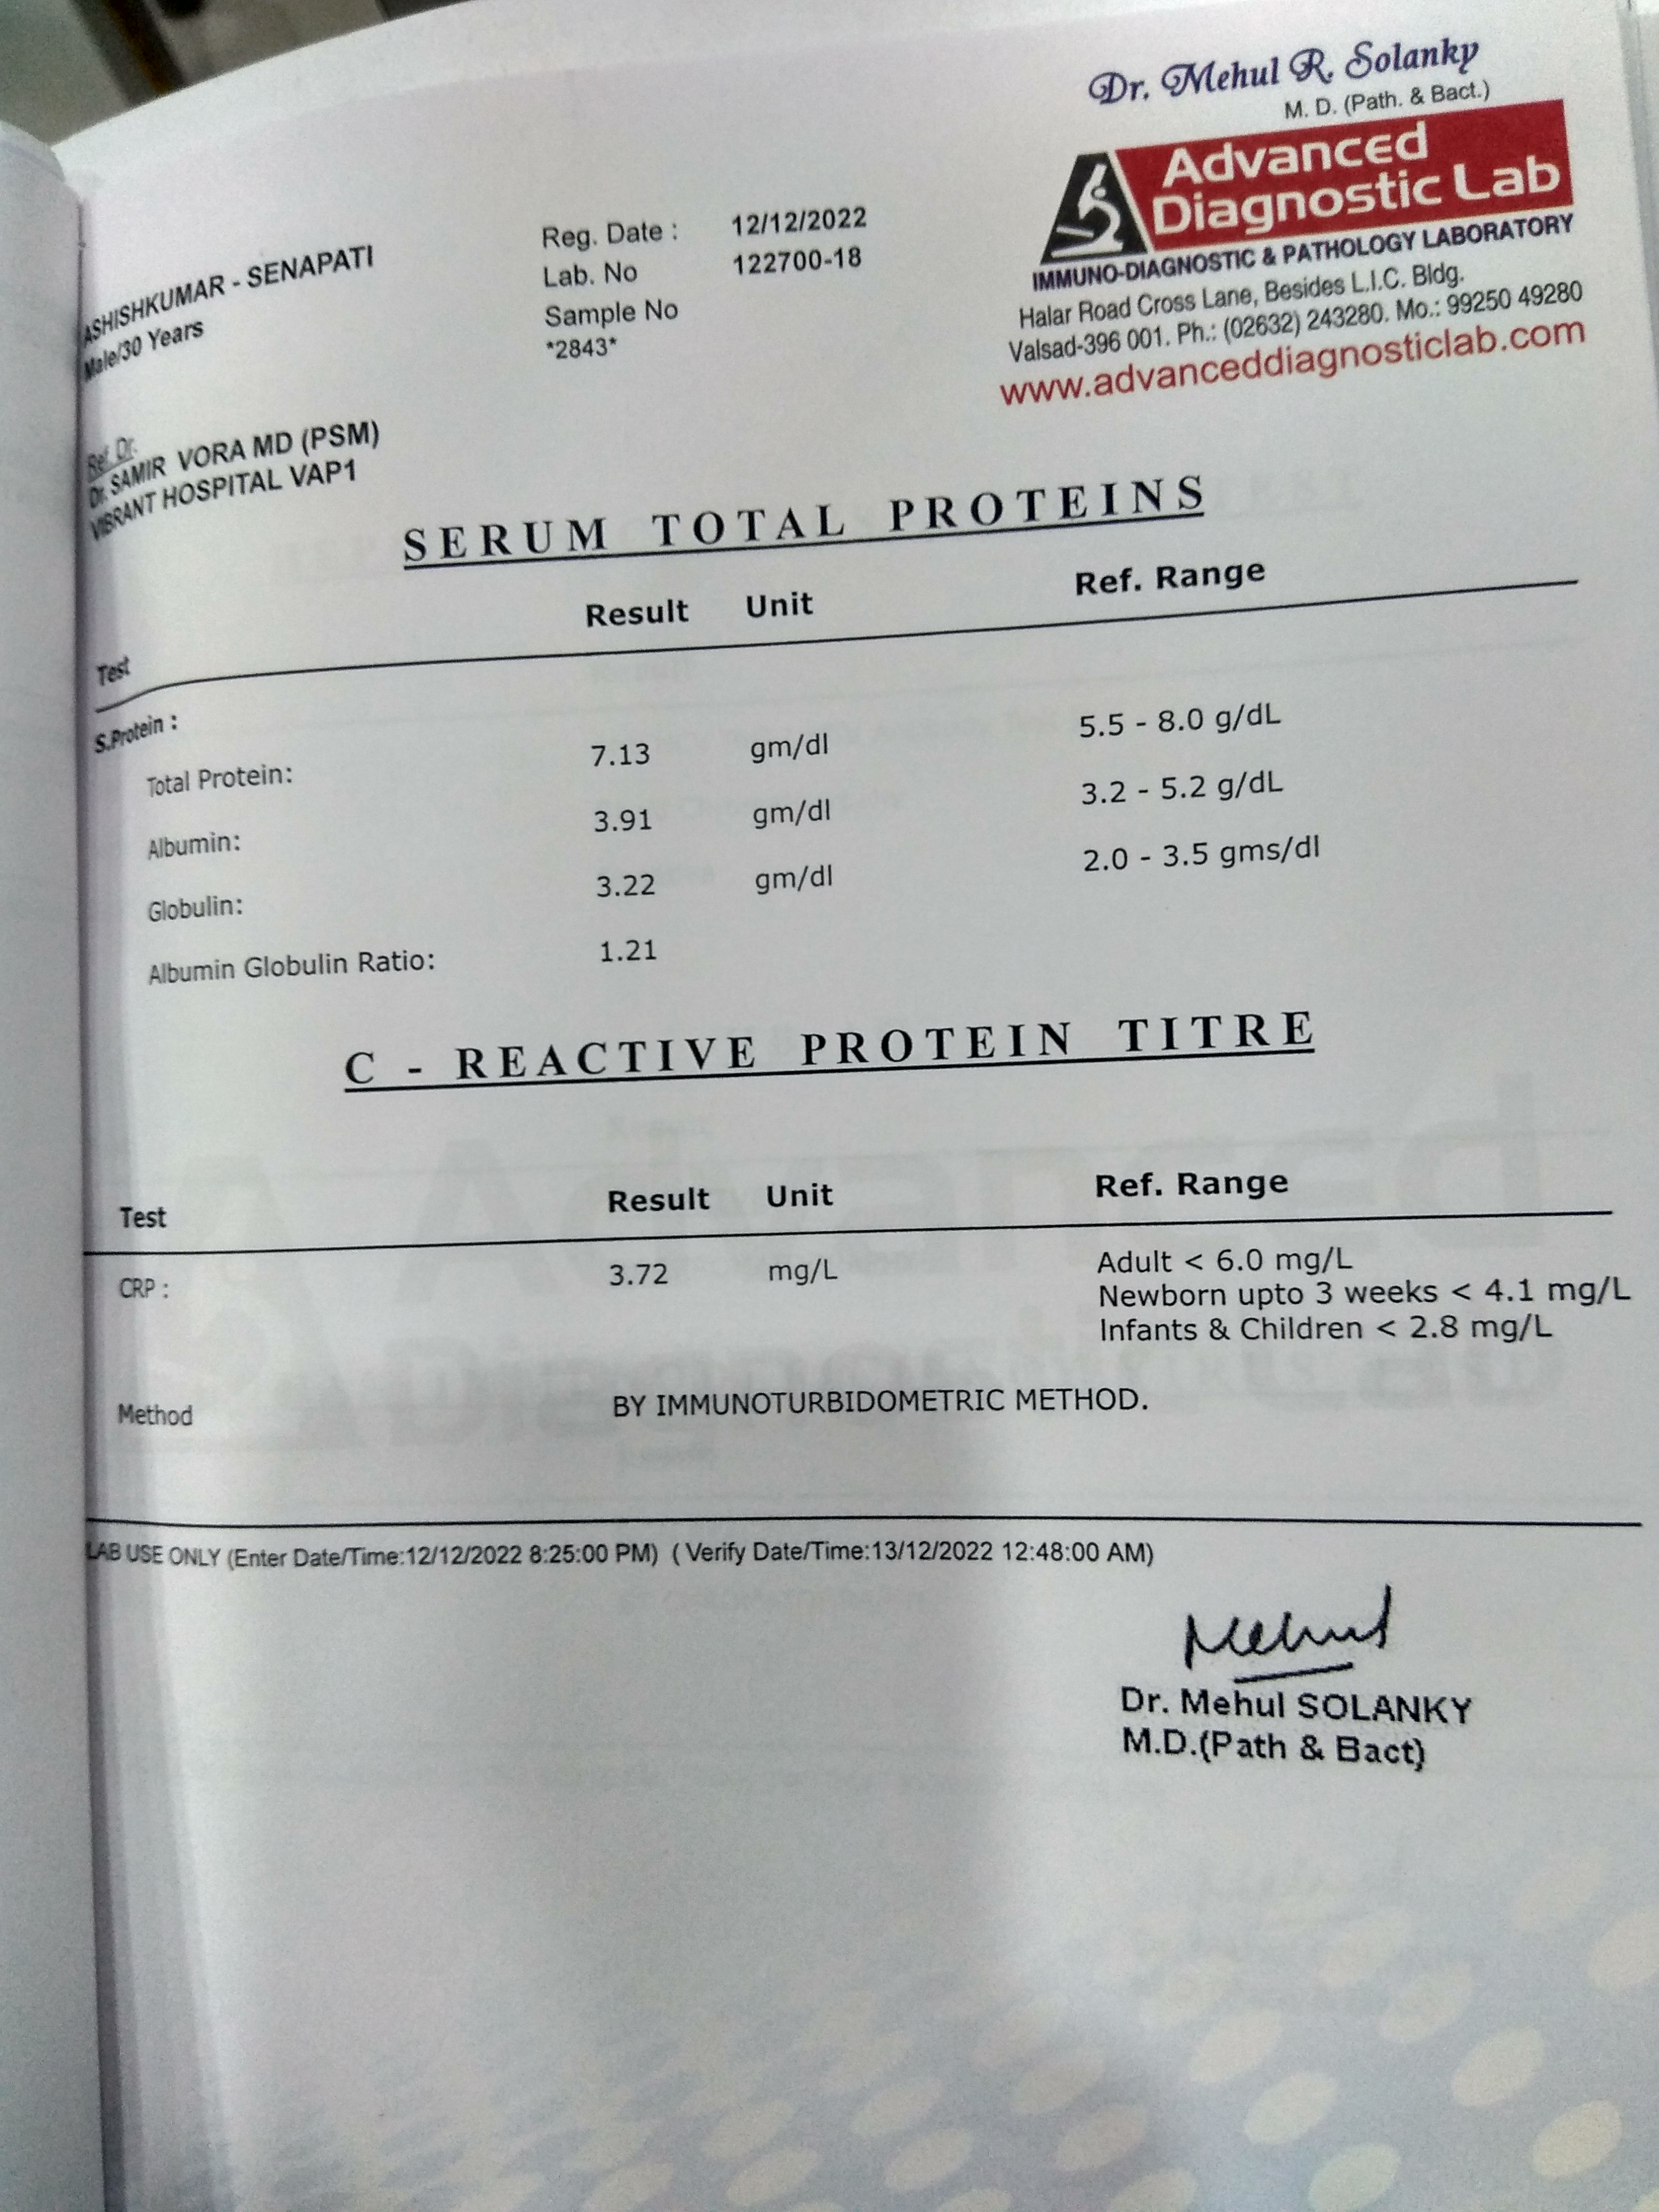 Dr. Mehul R. Solanky
M. D. (Path. & Bact.)
Advanced
Diagnostic Lab
IMMUNO-DIAGNOSTIC & PATHOLOGY LABORATORY
Halar Road Cross Lane, Besides L.I.C. Bldg.
Valsad-396 001. Ph.: (02632) 243280. Mo.: 99250 49280
www.advanceddiagnosticlab.com
ASHISHKUMAR - SENAPATI
Male/30 Years
Reg. Date : 12/12/2022
Lab. No 122700-18
Sample No
*2843*
Ref. Dr.
Dr. SAMIR VORA MD (PSM)
VIBRANT HOSPITAL VAP1
SERUM TOTAL PROTEINS
Test Result Unit Ref. Range
S.Protein :
Total Protein: 7.13 gm/dl 5.5 - 8.0 g/dL
Albumin: 3.91 gm/dl 3.2 - 5.2 g/dL
Globulin: 3.22 gm/dl 2.0 - 3.5 gms/dl
Albumin Globulin Ratio: 1.21
C - REACTIVE PROTEIN TITRE
Test Result Unit Ref. Range
CRP : 3.72 mg/L Adult < 6.0 mg/L
Newborn upto 3 weeks < 4.1 mg/L
Infants & Children < 2.8 mg/L
Method BY IMMUNOTURBIDOMETRIC METHOD.
LAB USE ONLY (Enter Date/Time:12/12/2022 8:25:00 PM) ( Verify Date/Time:13/12/2022 12:48:00 AM)
Mehul
Dr. Mehul SOLANKY
M.D.(Path & Bact)